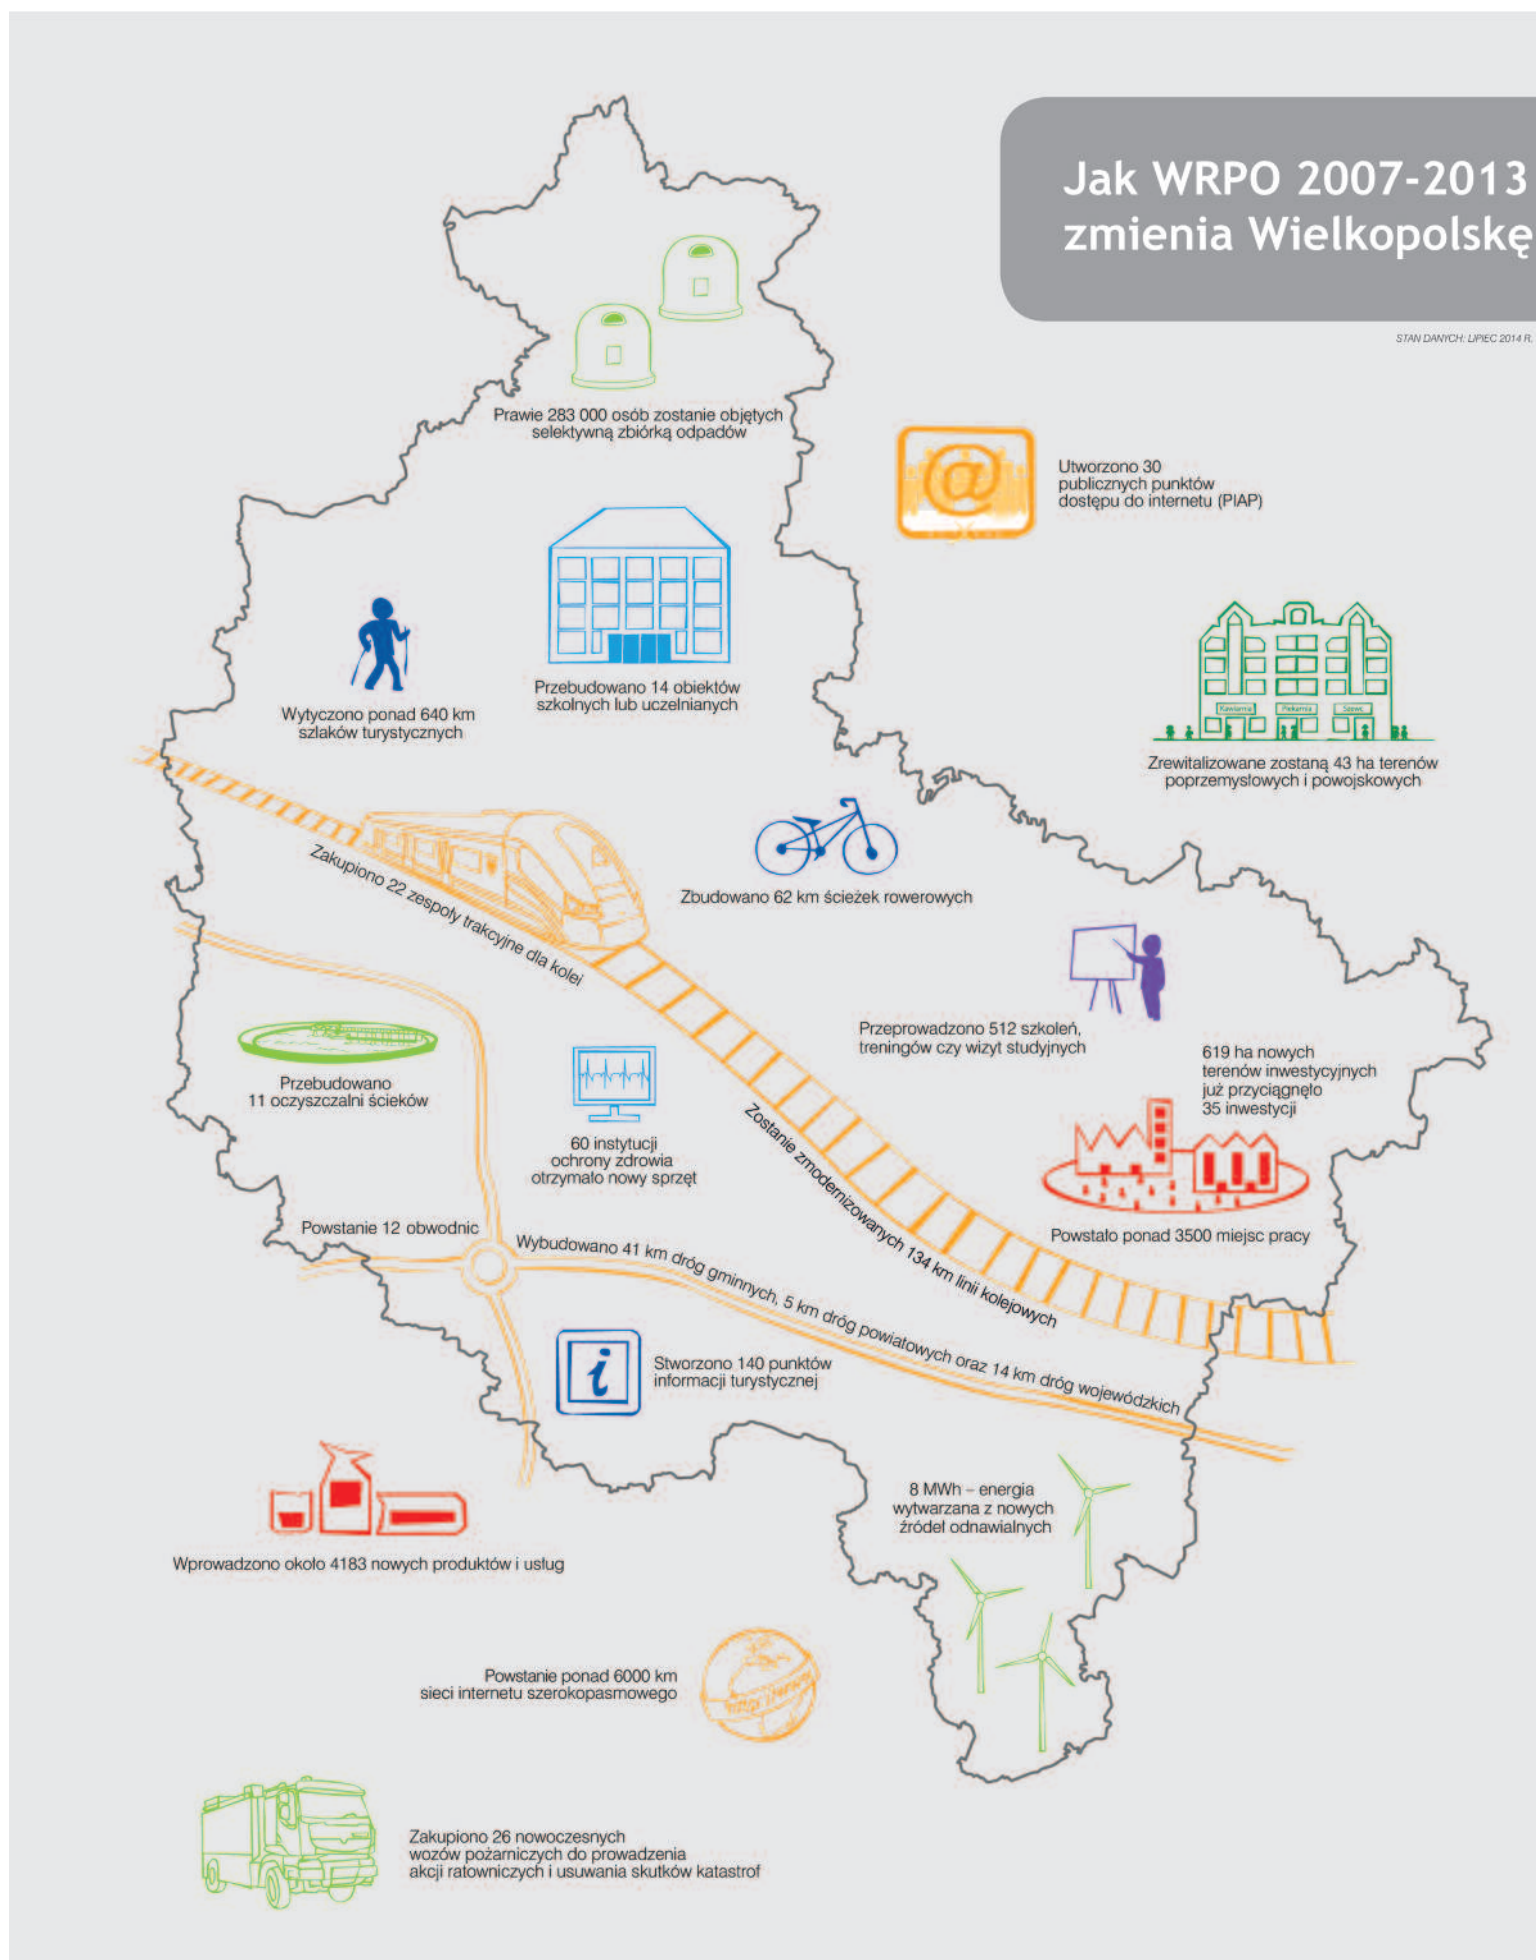 Jak WRPO 2007-2013
zmienia Wielkopolskę
STAN DANYCH: LIPIEC 2014 R.
Prawie 283 000 osób zostanie objętych
selektywną zbiórką odpadów
Utworzono 30
publicznych punktów
dostępu do internetu (PIAP)
Przebudowano 14 obiektów
szkolnych lub uczelnianych
Wytyczono ponad 640 km
szlaków turystycznych
Kawiarnia
Piekarnia
Szewc
Zrewitalizowane zostaną 43 ha terenów
poprzemysłowych i powojskowych
Zakupiono 22 zespoły trakcyjne dla kolei
Zbudowano 62 km ścieżek rowerowych
Przeprowadzono 512 szkoleń,
treningów czy wizyt studyjnych
619 ha nowych
terenów inwestycyjnych
już przyciągnęło
35 inwestycji
Przebudowano
11 oczyszczalni ścieków
60 instytucji
ochrony zdrowia
otrzymało nowy sprzęt
Zostanie zmodernizowanych 134 km linii kolejowych
Powstało ponad 3500 miejsc pracy
Powstanie 12 obwodnic
Wybudowano 41 km dróg gminnych, 5 km dróg powiatowych oraz 14 km dróg wojewódzkich
i
Stworzono 140 punktów
informacji turystycznej
8 MWh – energia
wytwarzana z nowych
źródeł odnawialnych
Wprowadzono około 4183 nowych produktów i usług
Powstanie ponad 6000 km
sieci internetu szerokopasmowego
Zakupiono 26 nowoczesnych
wozów pożarniczych do prowadzenia
akcji ratowniczych i usuwania skutków katastrof